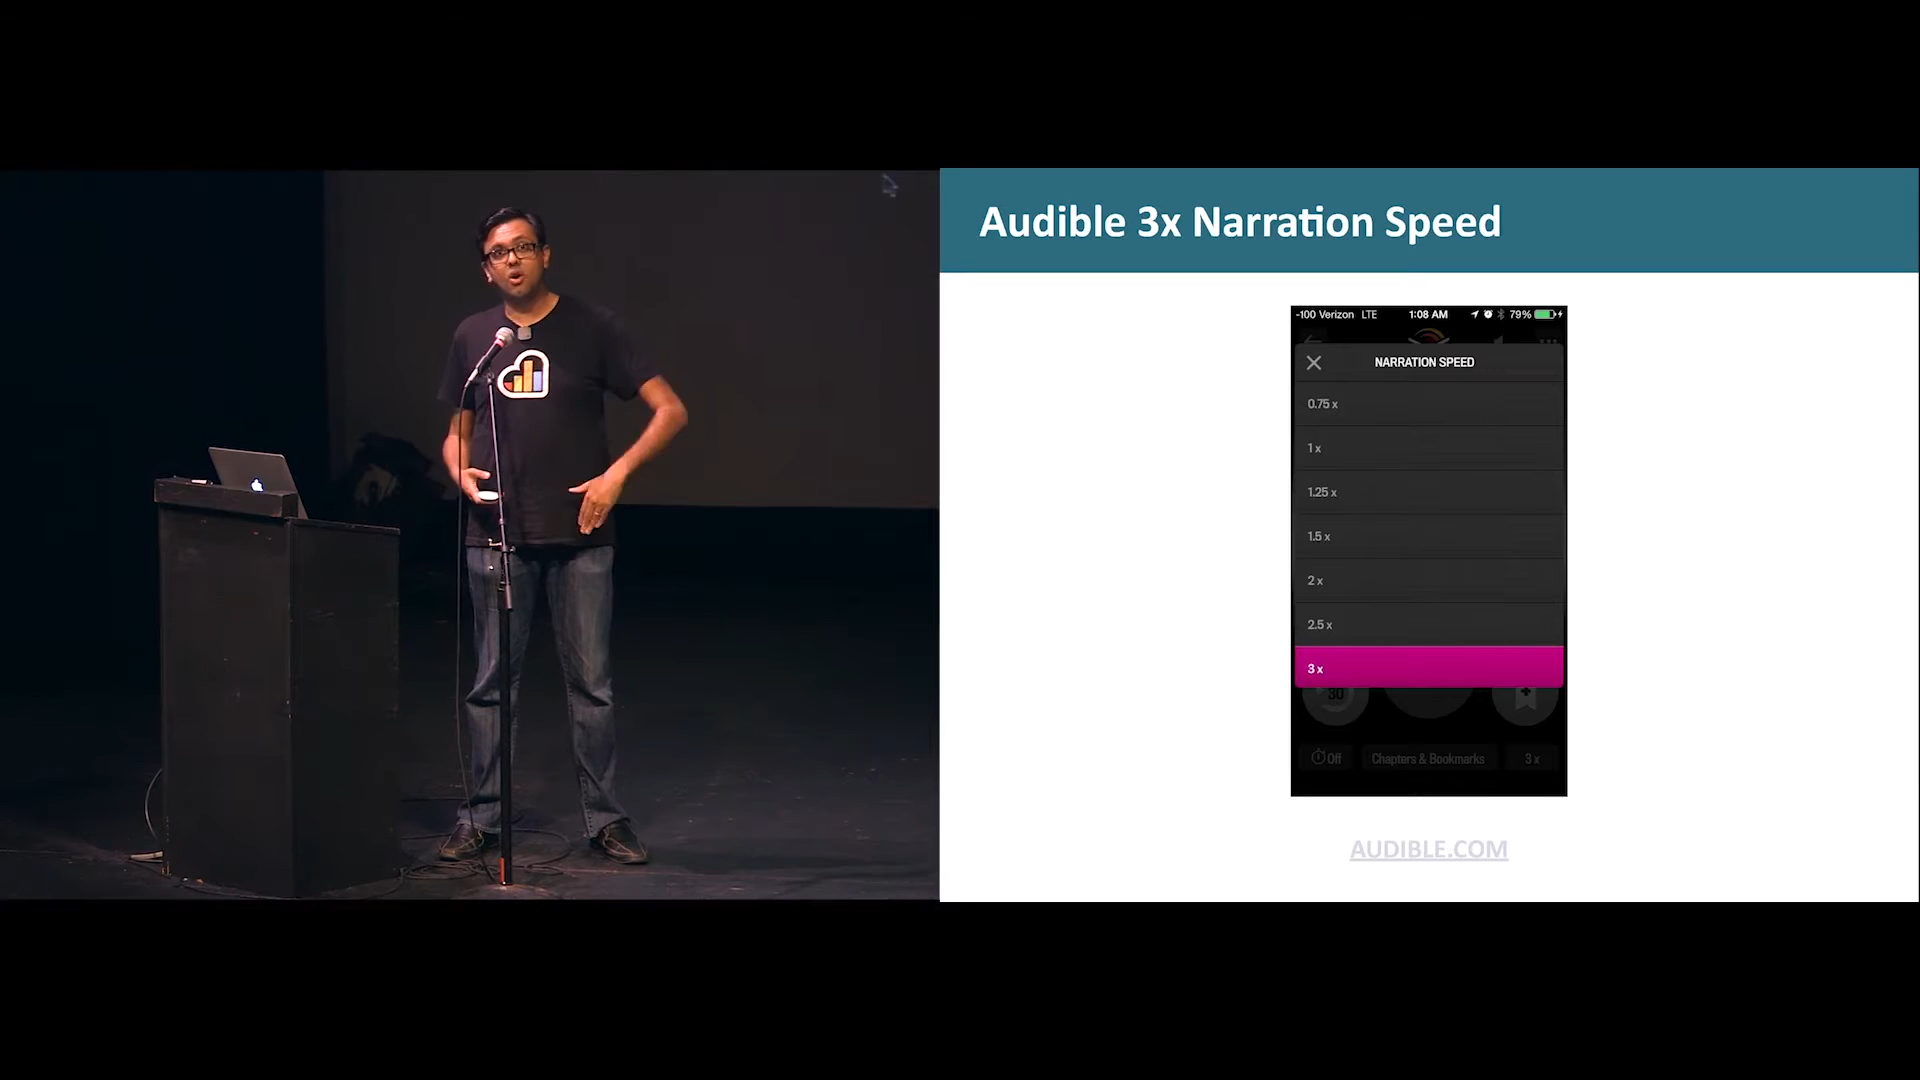 Audible 3x Narration Speed
-100 Verizon LTE 1:08 AM 79%
NARRATION SPEED
0.75 x
1 x
1.25 x
1.5 x
2 x
2.5 x
3 x
30
Off Chapters & Bookmarks 3 x
AUDIBLE.COM